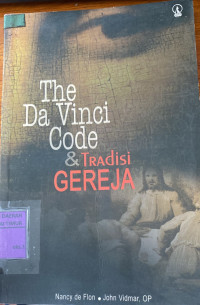 The
Da Vinci
Code
& TRADISI
GEREJA
Nancy de Flon • John Vidmar, OP